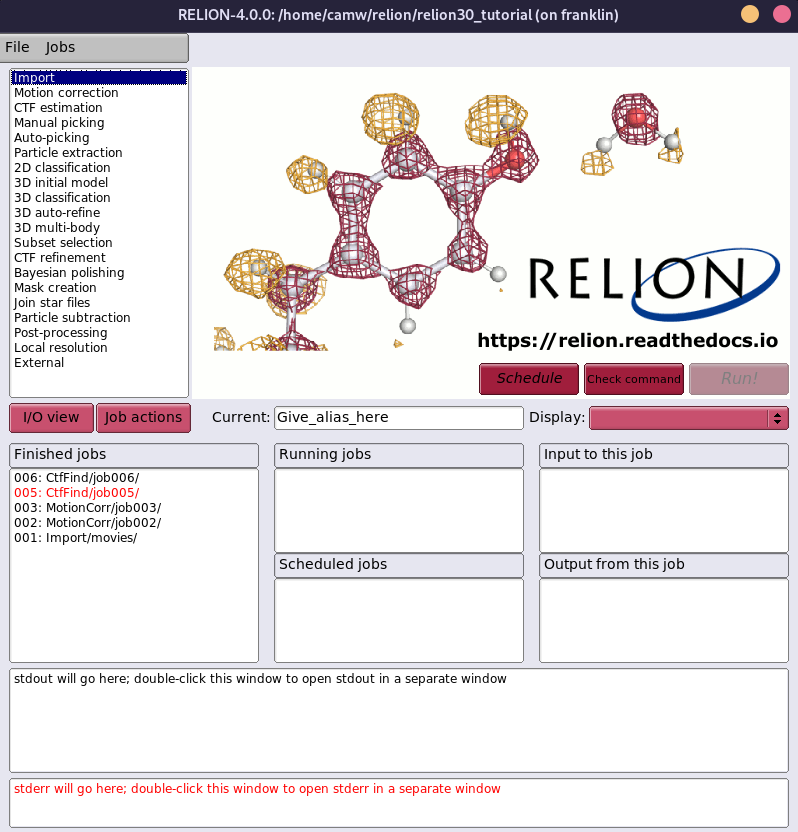 RELION-4.0.0: /home/camw/relion/relion30_tutorial (on franklin)
File Jobs
Import
Motion correction
CTF estimation
Manual picking
Auto-picking
Particle extraction
2D classification
3D initial model
3D classification
3D auto-refine
3D multi-body
Subset selection
CTF refinement
Bayesian polishing
Mask creation
Join star files
Particle subtraction
Post-processing
Local resolution
External
RELION
https://relion.readthedocs.io
Schedule Check command Run!
I/O view Job actions Current: Give_alias_here Display:
Finished jobs
006: CtfFind/job006/
005: CtfFind/job005/
003: MotionCorr/job003/
002: MotionCorr/job002/
001: Import/movies/
Running jobs
Scheduled jobs
Input to this job
Output from this job
stdout will go here; double-click this window to open stdout in a separate window
stderr will go here; double-click this window to open stderr in a separate window